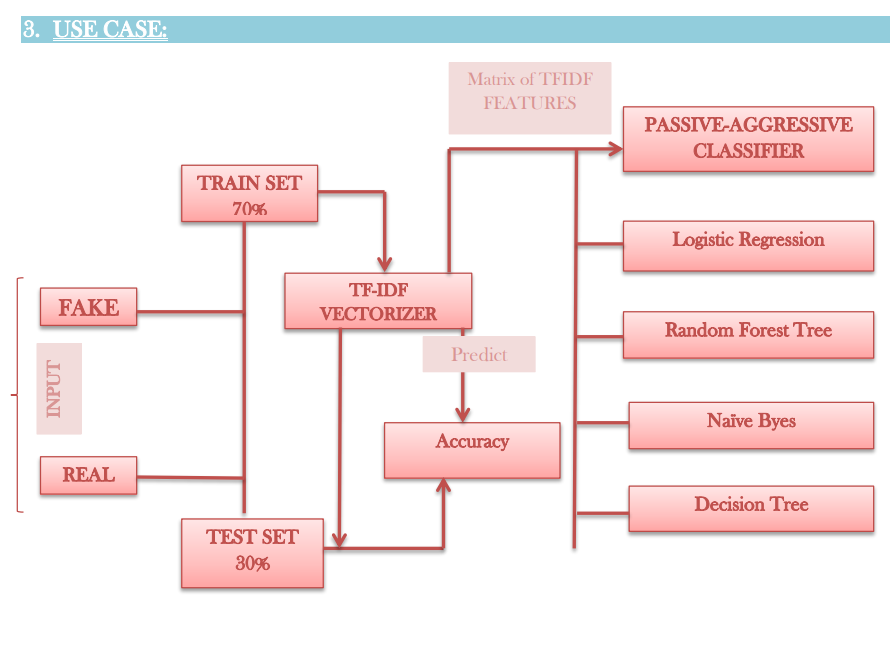 3. USE CASE:
Matrix of TFIDF
FEATURES
PASSIVE-AGGRESSIVE
CLASSIFIER
TRAIN SET
70%
Logistic Regression
TF-IDF
VECTORIZER
FAKE
Random Forest Tree
Predict
INPUT
Naïve Byes
Accuracy
REAL
Decision Tree
TEST SET
30%